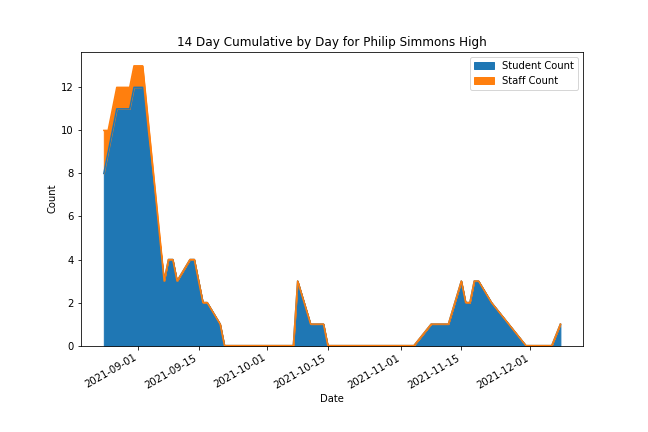 14 Day Cumulative by Day for Philip Simmons High
Student Count
Staff Count
Count
12
10
8
6
4
2
0
2021-09-01
2021-09-15
2021-10-01
2021-10-15
2021-11-01
2021-11-15
2021-12-01
Date